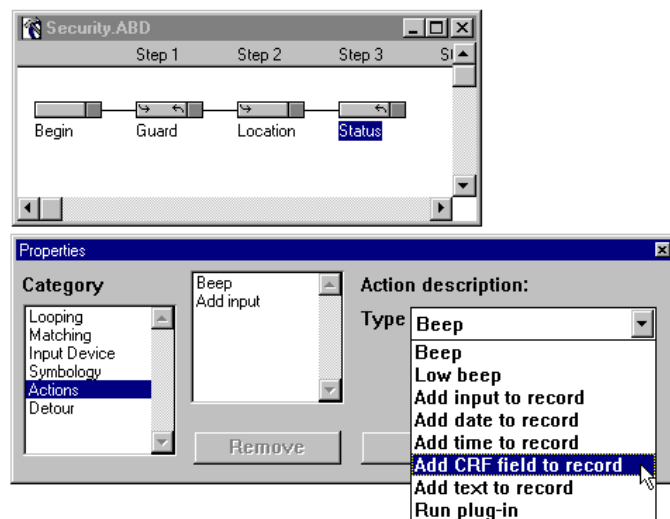 Security.ABD
Step 1 Step 2 Step 3
Begin Guard Location Status
Properties
Category
Looping
Matching
Input Device
Symbology
Actions
Detour
Beep
Add input
Remove
Action description:
Type Beep
Beep
Low beep
Add input to record
Add date to record
Add time to record
Add CRF field to record
Add text to record
Run plug-in